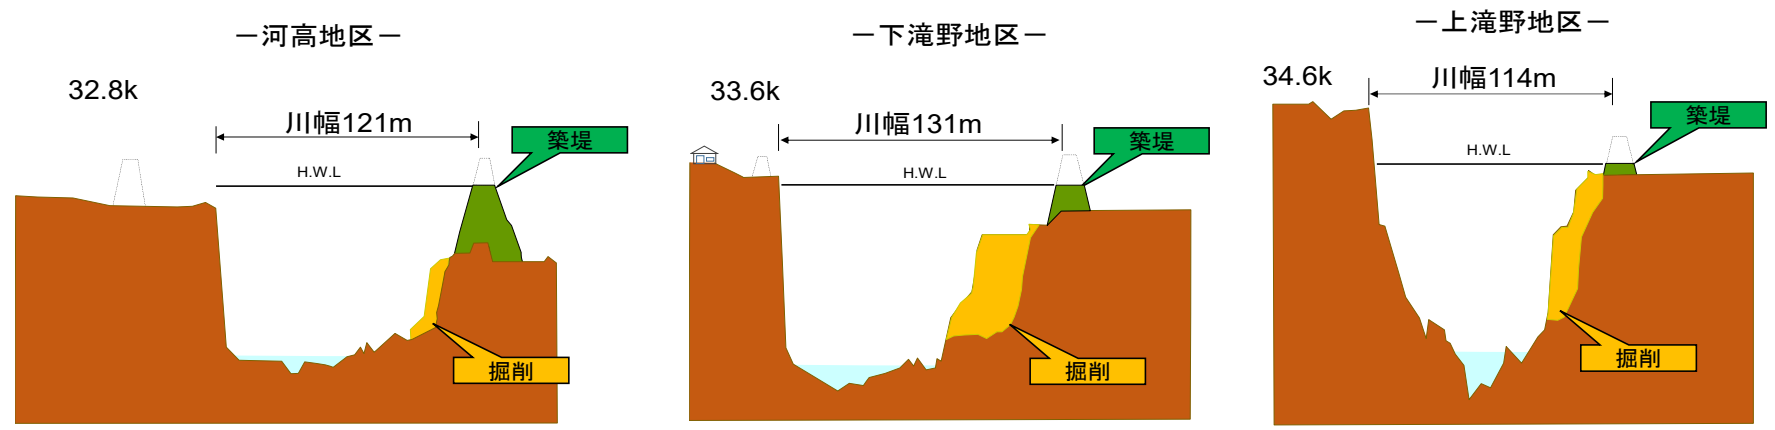 －河高地区－
32.8k
川幅121m
築堤
H.W.L
掘削
－下滝野地区－
33.6k
川幅131m
築堤
H.W.L
掘削
－上滝野地区－
34.6k
川幅114m
築堤
H.W.L
掘削